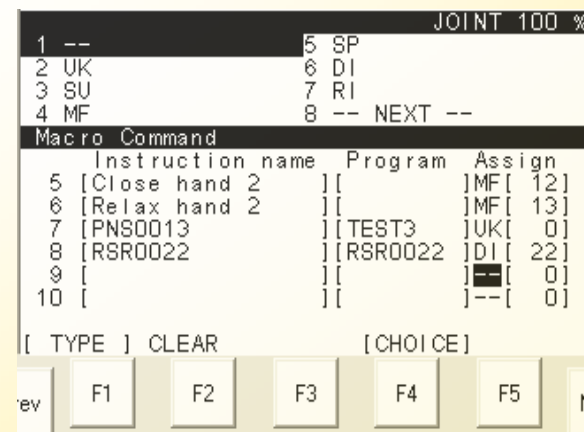 JOINT 100 %
1 -- 5 SP
2 UK 6 DI
3 SU 7 RI
4 MF 8 -- NEXT --
Macro Command
Instruction name Program Assign
5 [Close hand 2 ][ ]MF[ 12]
6 [Relax hand 2 ][ ]MF[ 13]
7 [PNS0013 ][TEST3 ]UK[ 0]
8 [RSR0022 ][RSR0022 ]DI[ 22]
9 [ ][ ]--[ 0]
10 [ ][ ]--[ 0]
[ TYPE ] CLEAR [CHOICE]
ev F1 F2 F3 F4 F5